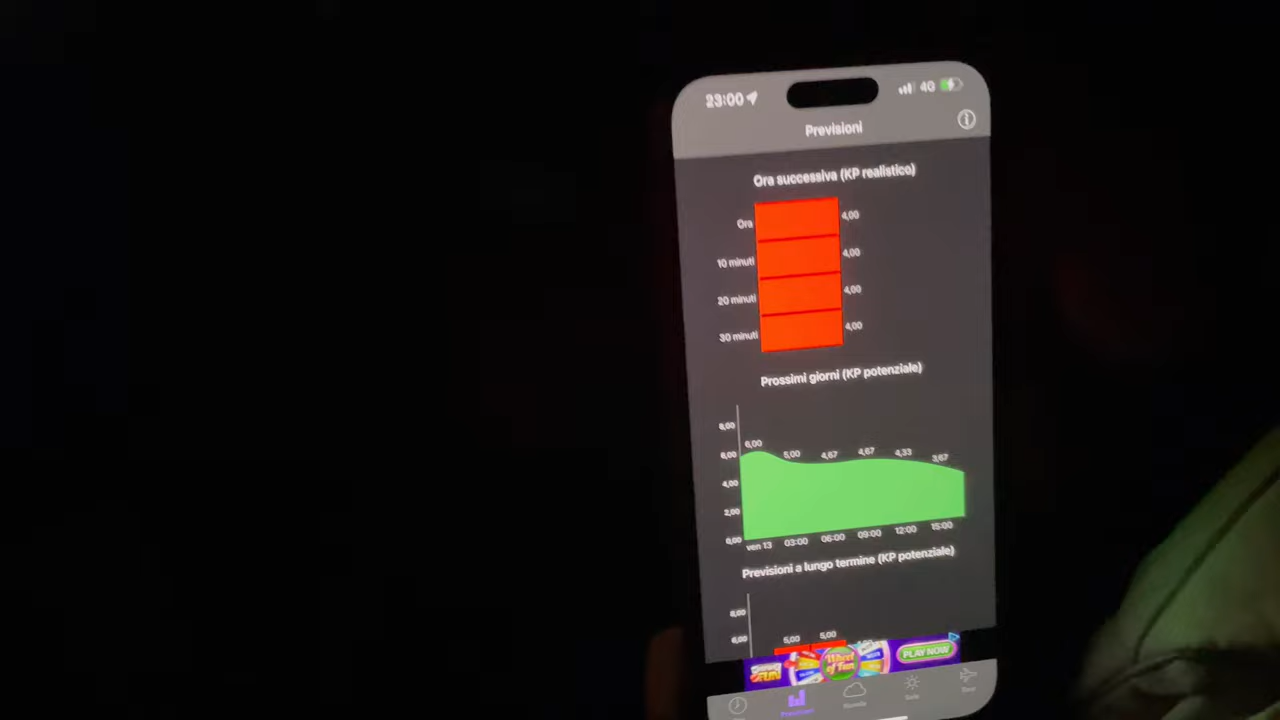 23:00 4G
Previsioni
Ora successiva (KP realistico)
Ora 4,00
10 minuti 4,00
20 minuti 4,00
30 minuti 4,00
Prossimi giorni (KP potenziale)
8,00
6,00
4,00
2,00
0,00
6,00 5,00 4,67 4,67 4,33 3,67
ven 13 03:00 06:00 09:00 12:00 15:00
Previsioni a lungo termine (KP potenziale)
8,00
6,00
5,00 5,00
Wheel of Fun PLAY NOW
Previsioni